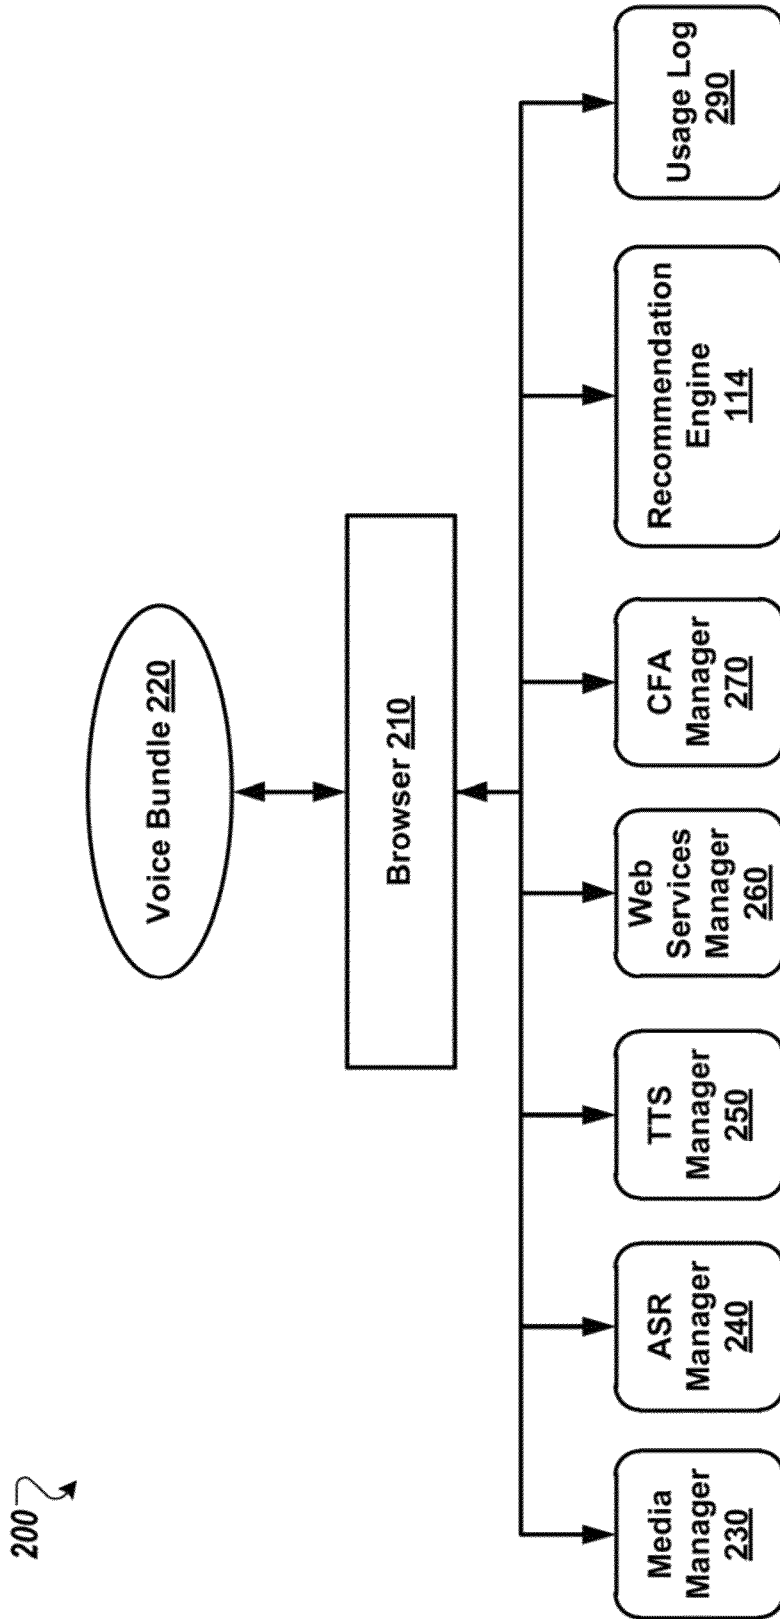 200
Voice Bundle 220
Browser 210
Media
Manager
230
ASR
Manager
240
TTS
Manager
250
Web
Services
Manager
260
CFA
Manager
270
Recommendation
Engine
114
Usage Log
290